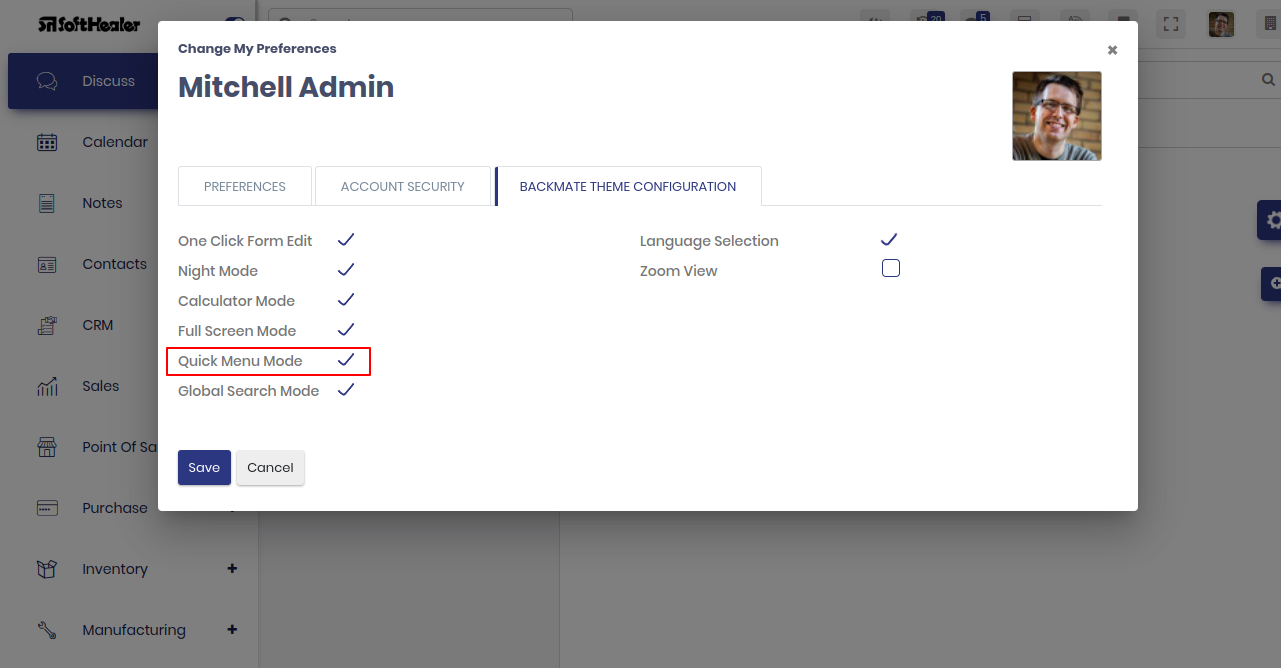 SoftHealer
20
5
Change My Preferences
Mitchell Admin
PREFERENCES
ACCOUNT SECURITY
BACKMATE THEME CONFIGURATION
One Click Form Edit
Night Mode
Calculator Mode
Full Screen Mode
Quick Menu Mode
Global Search Mode
Language Selection
Zoom View
Save
Cancel
Discuss
Calendar
Notes
Contacts
CRM
Sales
Point Of Sa
Purchase
Inventory
Manufacturing